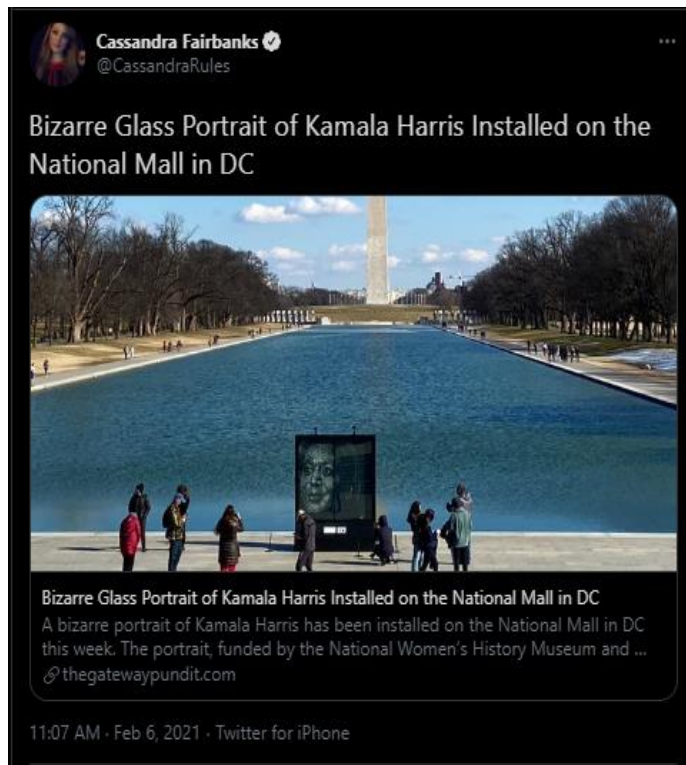 Cassandra Fairbanks
@CassandraRules
Bizarre Glass Portrait of Kamala Harris Installed on the
National Mall in DC
Bizarre Glass Portrait of Kamala Harris Installed on the National Mall in DC
A bizarre portrait of Kamala Harris has been installed on the National Mall in DC
this week. The portrait, funded by the National Women's History Museum and ...
thegatewaypundit.com
11:07 AM · Feb 6, 2021 · Twitter for iPhone